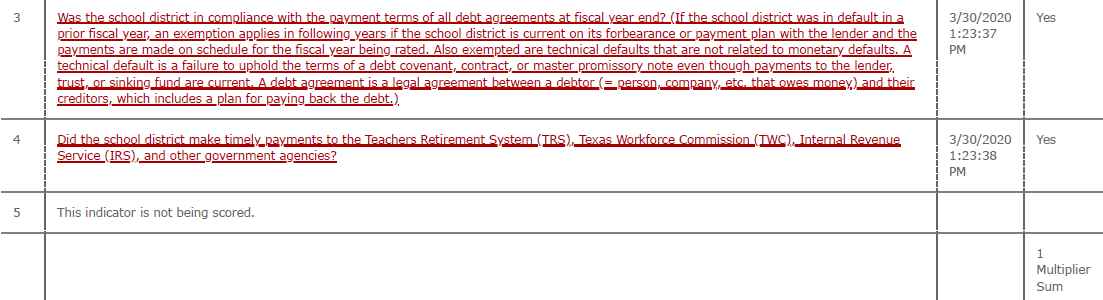 3 Was the school district in compliance with the payment terms of all debt agreements at fiscal year end? (If the school district was in default in a 3/30/2020 Yes
prior fiscal year, an exemption applies in following years if the school district is current on its forbearance or payment plan with the lender and the 1:23:37
payments are made on schedule for the fiscal year being rated. Also exempted are technical defaults that are not related to monetary defaults. A PM
technical default is a failure to uphold the terms of a debt covenant, contract, or master promissory note even though payments to the lender,
trust, or sinking fund are current. A debt agreement is a legal agreement between a debtor (= person, company, etc. that owes money) and their
creditors, which includes a plan for paying back the debt.)
4 Did the school district make timely payments to the Teachers Retirement System (TRS), Texas Workforce Commission (TWC), Internal Revenue 3/30/2020 Yes
Service (IRS), and other government agencies? 1:23:38
PM
5 This indicator is not being scored.
1
Multiplier
Sum